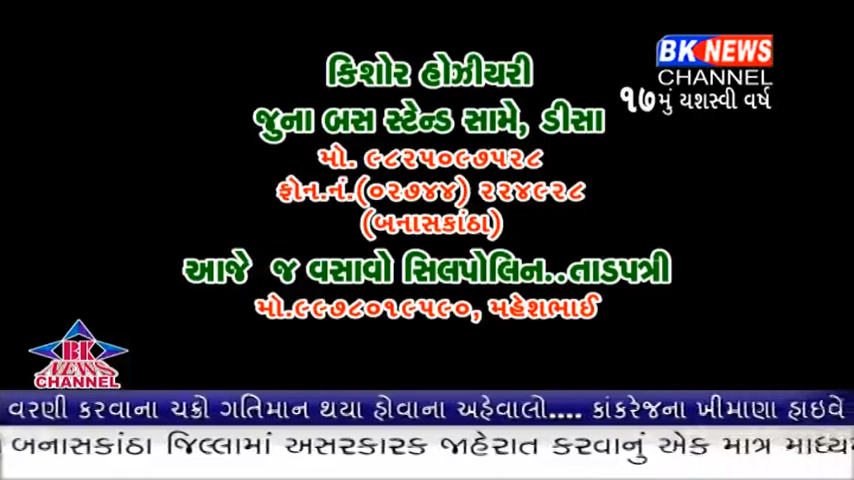 BK NEWS
CHANNEL
૧૭મું યશસ્વી વર્ષ
કિશોર હોઝીયરી
જુના બસ સ્ટેન્ડ સામે, ડીસા
મો. ૯૮૨૫૦૯૭૫૨૮
ફોન.નં.(૦૨૭૪૪) ૨૨૪૯૨૮
(બનાસકાંઠા)
આજે જ વસાવો સિલપોલિન..તાડપત્રી
મો.૯૯૭૮૦૧૯૫૯૦, મહેશભાઈ
BK
NEWS
CHANNEL
વરણી કરવાના ચક્રો ગતિમાન થયા હોવાના અહેવાલો.... કાંકરેજના ખીમાણા હાઇવે
બનાસકાંઠા જિલ્લામાં અસરકારક જાહેરાત કરવાનું એક માત્ર માધ્યમ